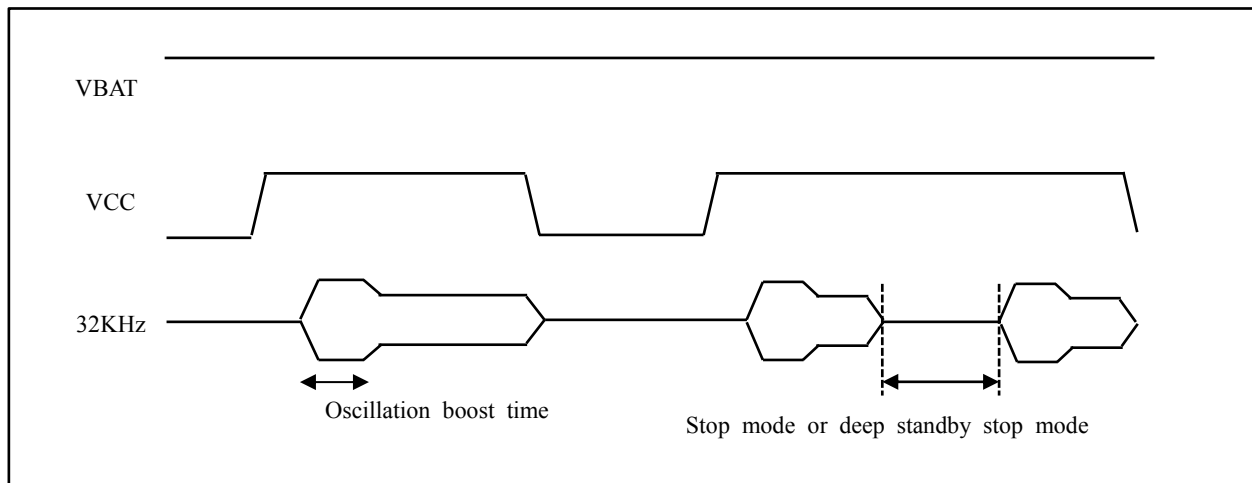 VBAT
VCC
32KHz
Oscillation boost time
Stop mode or deep standby stop mode